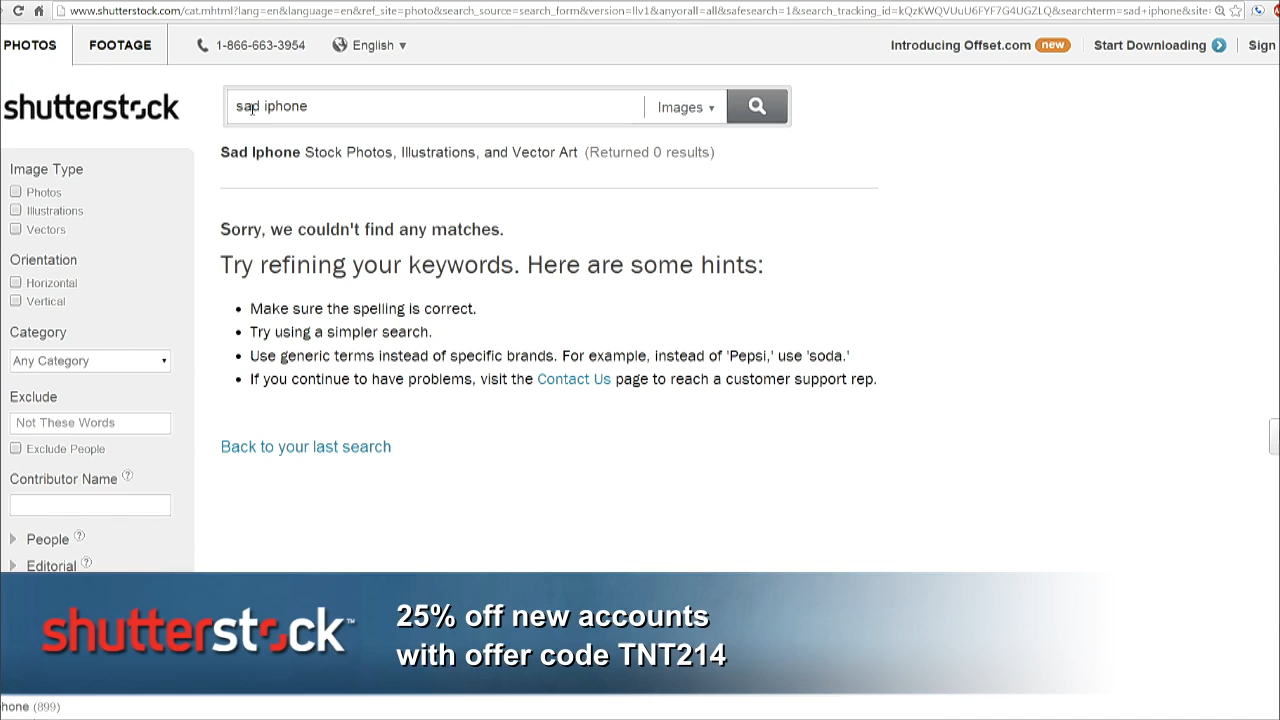 www.shutterstock.com/cat.mhtml?lang=en&language=en&ref_site=photo&search_source=search_form&version=llv1&anyorall=all&safesearch=1&search_tracking_id=kQzKWQVUuU6FYF7G4UGZLQ&searchterm=sad+iphone&site:
PHOTOS FOOTAGE 1-866-663-3954 English Introducing Offset.com new Start Downloading Sign
shutterstock
sad iphone Images
Sad Iphone Stock Photos, Illustrations, and Vector Art (Returned 0 results)
Image Type
Photos
Illustrations
Vectors
Orientation
Horizontal
Vertical
Category
Any Category
Exclude
Not These Words
Exclude People
Contributor Name ?
People ?
Editorial ?
Sorry, we couldn't find any matches.
Try refining your keywords. Here are some hints:
• Make sure the spelling is correct.
• Try using a simpler search.
• Use generic terms instead of specific brands. For example, instead of 'Pepsi,' use 'soda.'
• If you continue to have problems, visit the Contact Us page to reach a customer support rep.
Back to your last search
shutterstock™
25% off new accounts
with offer code TNT214
hone (899)